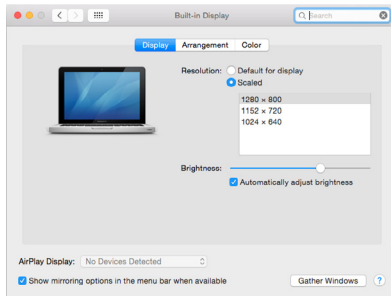 Built-in Display
Search
Display Arrangement Color
Resolution: Default for display
Scaled
1280 × 800
1152 × 720
1024 × 640
Brightness:
Automatically adjust brightness
AirPlay Display: No Devices Detected
Show mirroring options in the menu bar when available
Gather Windows ?